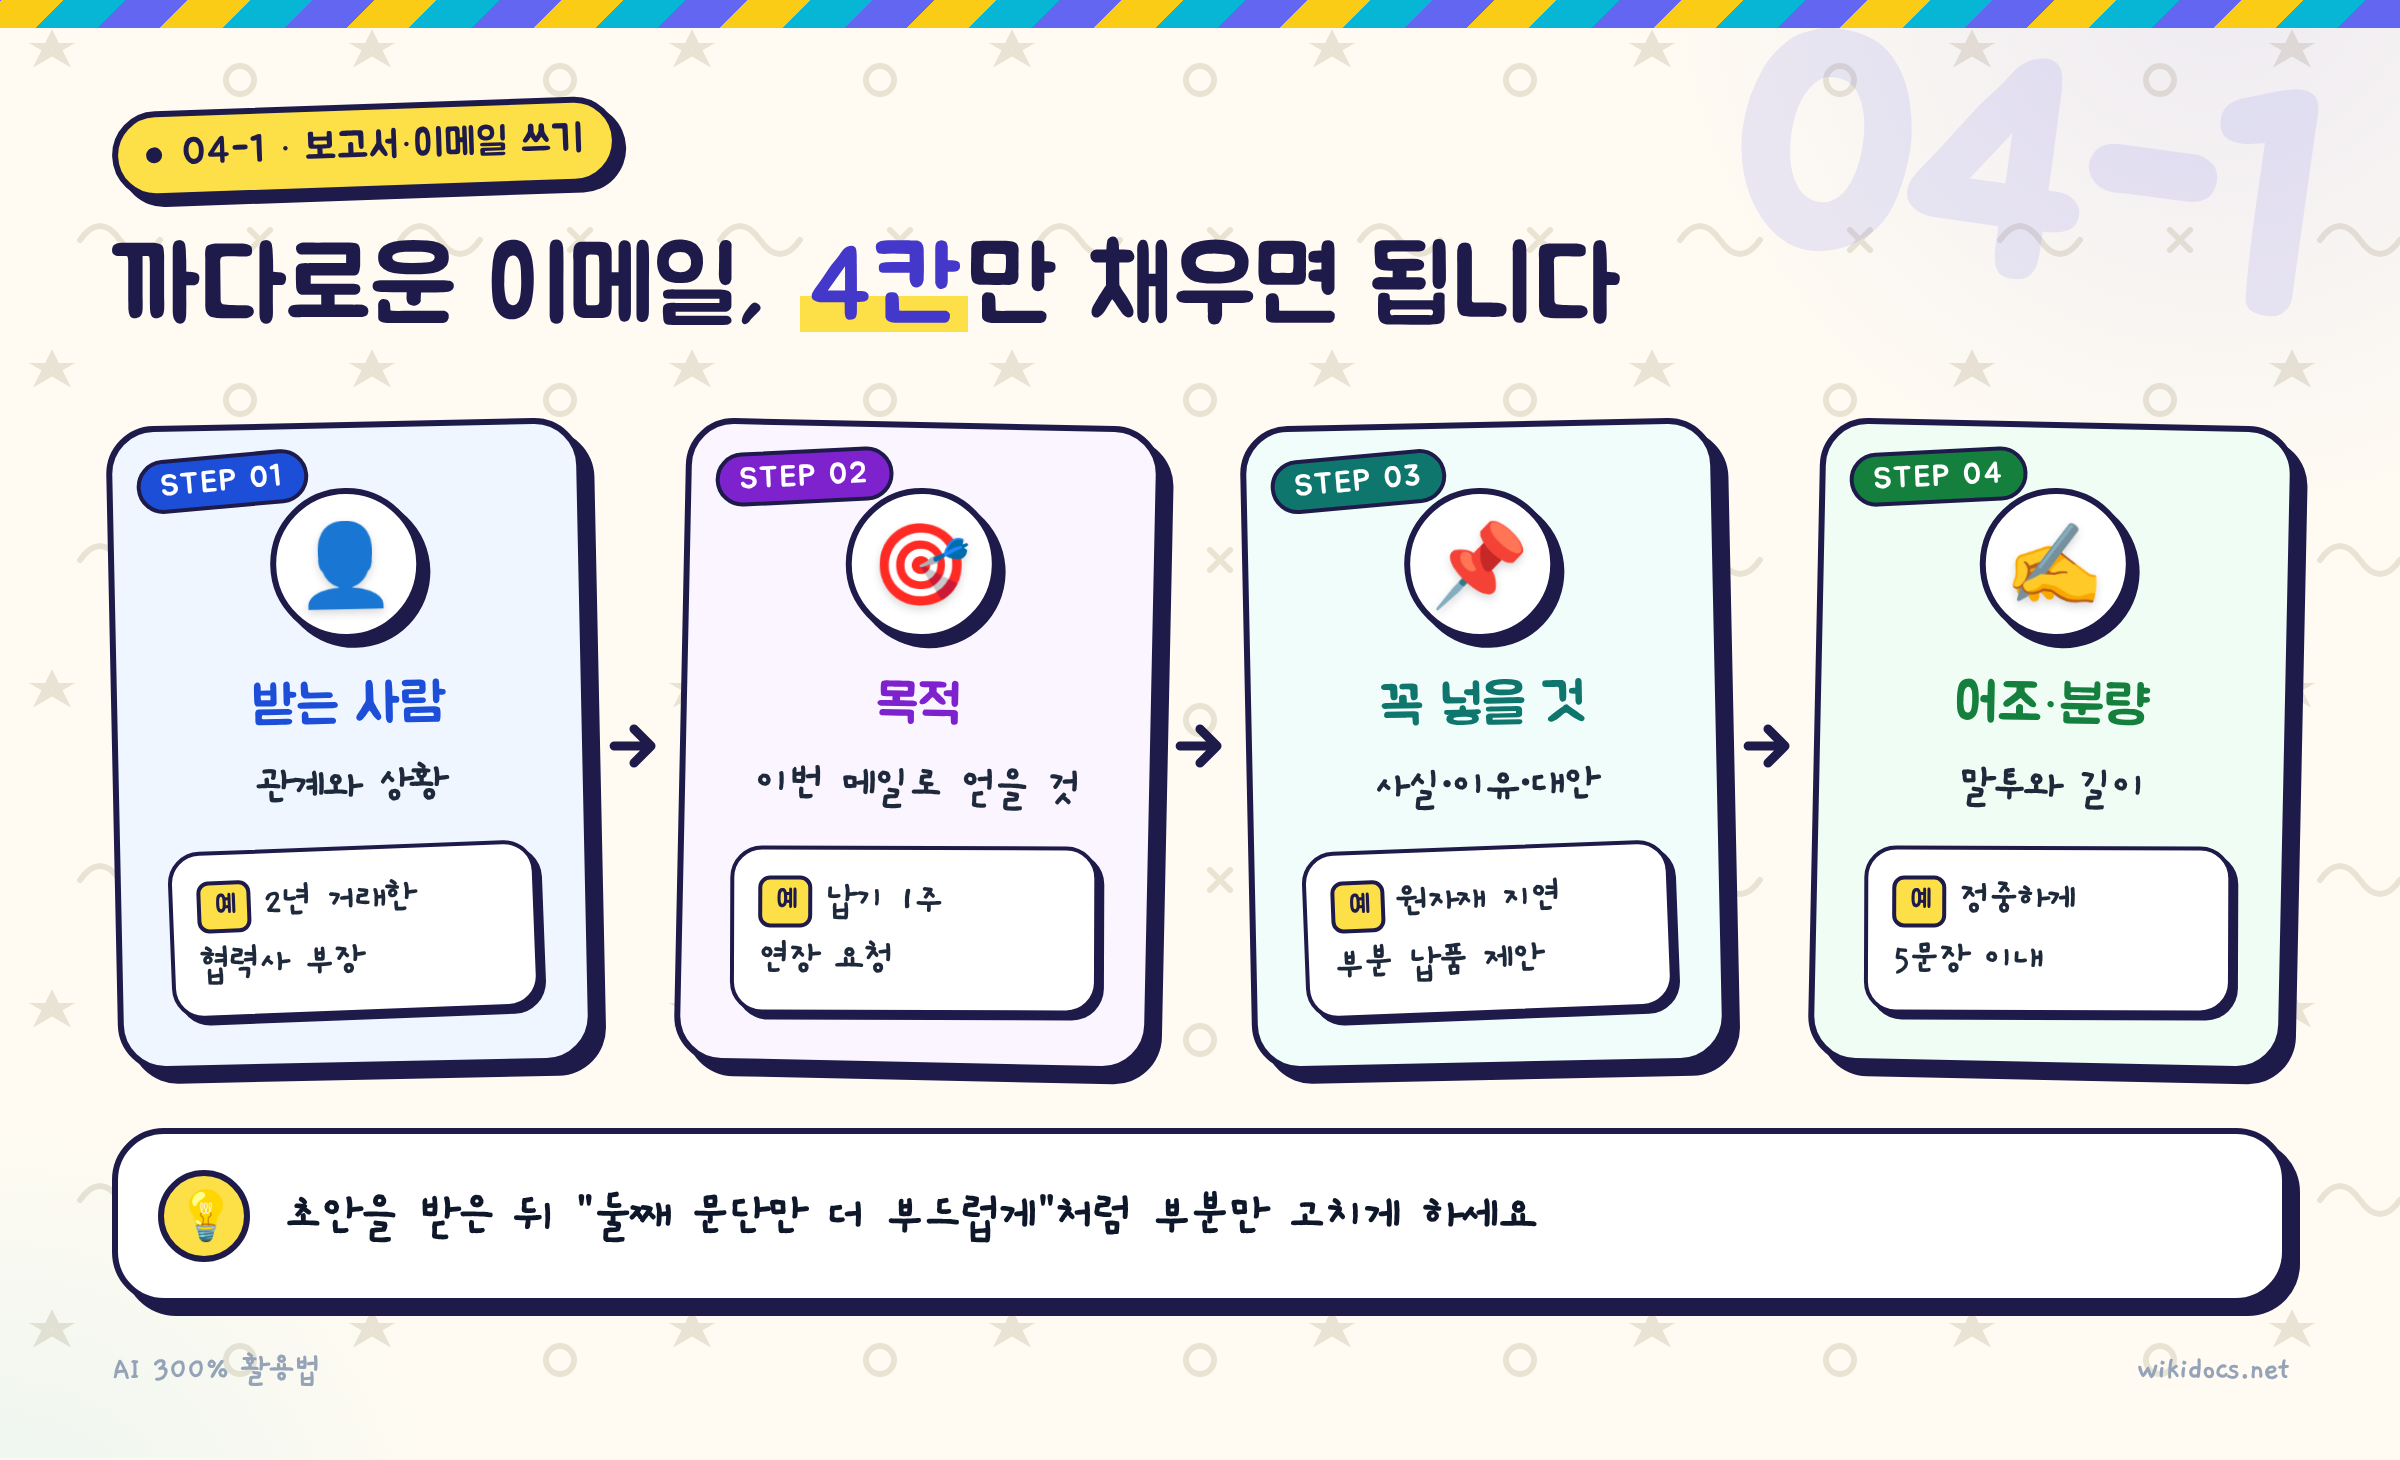 04-1
04-1 · 보고서·이메일 쓰기
까다로운 이메일, 4칸만 채우면 됩니다
STEP 01
받는 사람
관계와 상황
예 2년 거래한
협력사 부장
STEP 02
목적
이번 메일로 얻을 것
예 납기 1주
연장 요청
STEP 03
꼭 넣을 것
사실·이유·대안
예 원자재 지연
부분 납품 제안
STEP 04
어조·분량
말투와 길이
예 정중하게
5문장 이내
초안을 받은 뒤 "둘째 문단만 더 부드럽게"처럼 부분만 고치게 하세요
AI 300% 활용법
wikidocs.net